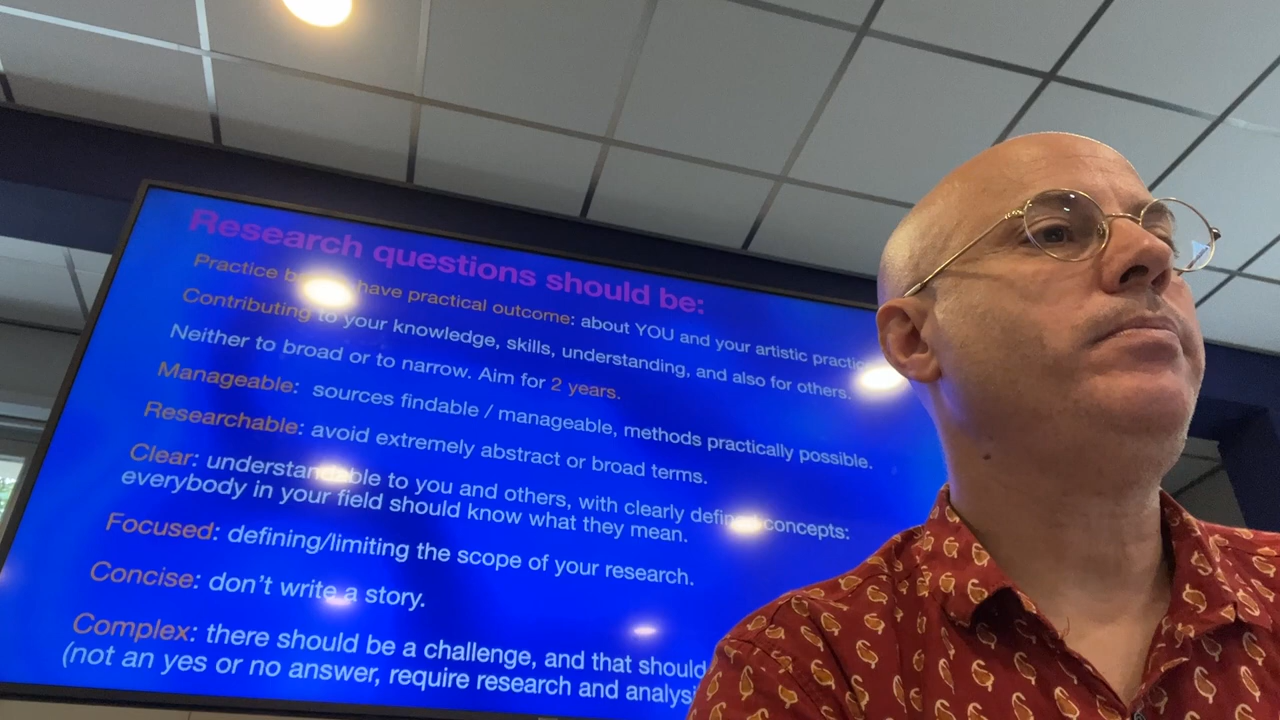 Research questions should be:
Practice have practical outcome: about YOU and your artistic
Contributing to your knowledge, skills, understanding, and also for others.
Neither to broad or to narrow. Aim for 2 years.
Manageable: sources findable / manageable, methods practically possible.
Researchable: avoid extremely abstract or broad terms.
Clear: understandable to you and others, with clearly defined concepts:
everybody in your field should know what they mean.
Focused: defining/limiting the scope of your research.
Concise: don't write a story.
Complex: there should be a challenge, and that should
(not an yes or no answer, require research and